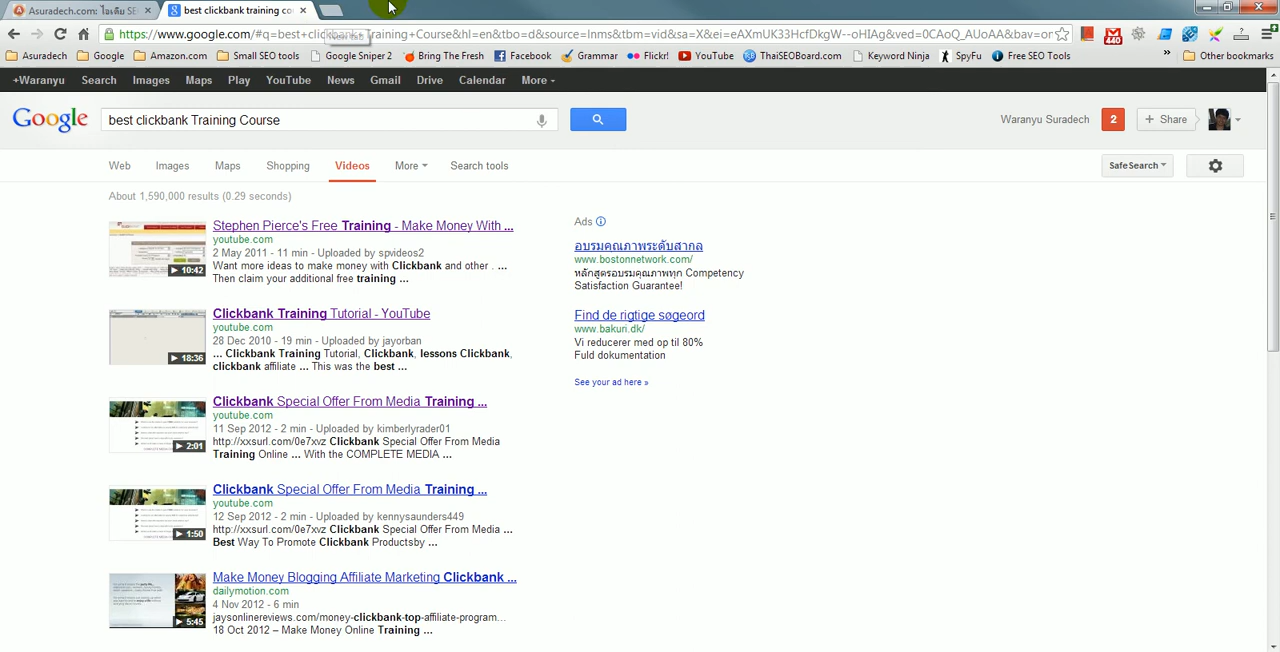 Asuradech.com: ไอเดีย SE
best clickbank training co
https://www.google.com/#q=best+clickbank+Training+Course&hl=en&tbo=d&source=lnms&tbm=vid&sa=X&ei=eAXmUK33HcfDkgW--oHIAg&ved=0CAoQ_AUoAA&bav=or
New Tab
Asuradech
Google
Amazon.com
Small SEO tools
Google Sniper 2
Bring The Fresh
Facebook
Grammar
Flickr!
YouTube
ThaiSEOBoard.com
Keyword Ninja
SpyFu
Free SEO Tools
»
Other bookmarks
+Waranyu Search Images Maps Play YouTube News Gmail Drive Calendar More
Google
best clickbank Training Course
Waranyu Suradech
2
+ Share
Web Images Maps Shopping Videos More Search tools
SafeSearch
About 1,590,000 results (0.29 seconds)
Stephen Pierce's Free Training - Make Money With ...
youtube.com
2 May 2011 - 11 min - Uploaded by spvideos2
Want more ideas to make money with Clickbank and other . ...
Then claim your additional free training ...
10:42
Clickbank Training Tutorial - YouTube
youtube.com
28 Dec 2010 - 19 min - Uploaded by jayorban
... Clickbank Training Tutorial, Clickbank, lessons Clickbank,
clickbank affiliate ... This was the best ...
18:36
Clickbank Special Offer From Media Training ...
youtube.com
11 Sep 2012 - 2 min - Uploaded by kimberlyrader01
http://xxsurl.com/0e7xxz Clickbank Special Offer From Media
Training Online ... With the COMPLETE MEDIA ...
2:01
Clickbank Special Offer From Media Training ...
youtube.com
12 Sep 2012 - 2 min - Uploaded by kennysaunders449
http://xxsurl.com/0e7xvz Clickbank Special Offer From Media ...
Best Way To Promote Clickbank Productsby ...
1:50
Make Money Blogging Affiliate Marketing Clickbank ...
dailymotion.com
4 Nov 2012 - 6 min
jaysonlinereviews.com/money-clickbank-top-affiliate-program...
18 Oct 2012 – Make Money Online Training ...
5:45
Ads
อบรมคุณภาพระดับสากล
www.bostonnetwork.com/
หลักสูตรอบรมคุณภาพทุก Competency
Satisfaction Guarantee!
Find de rigtige søgeord
www.bakuri.dk/
Vi reducerer med op til 80%
Fuld dokumentation
See your ad here »